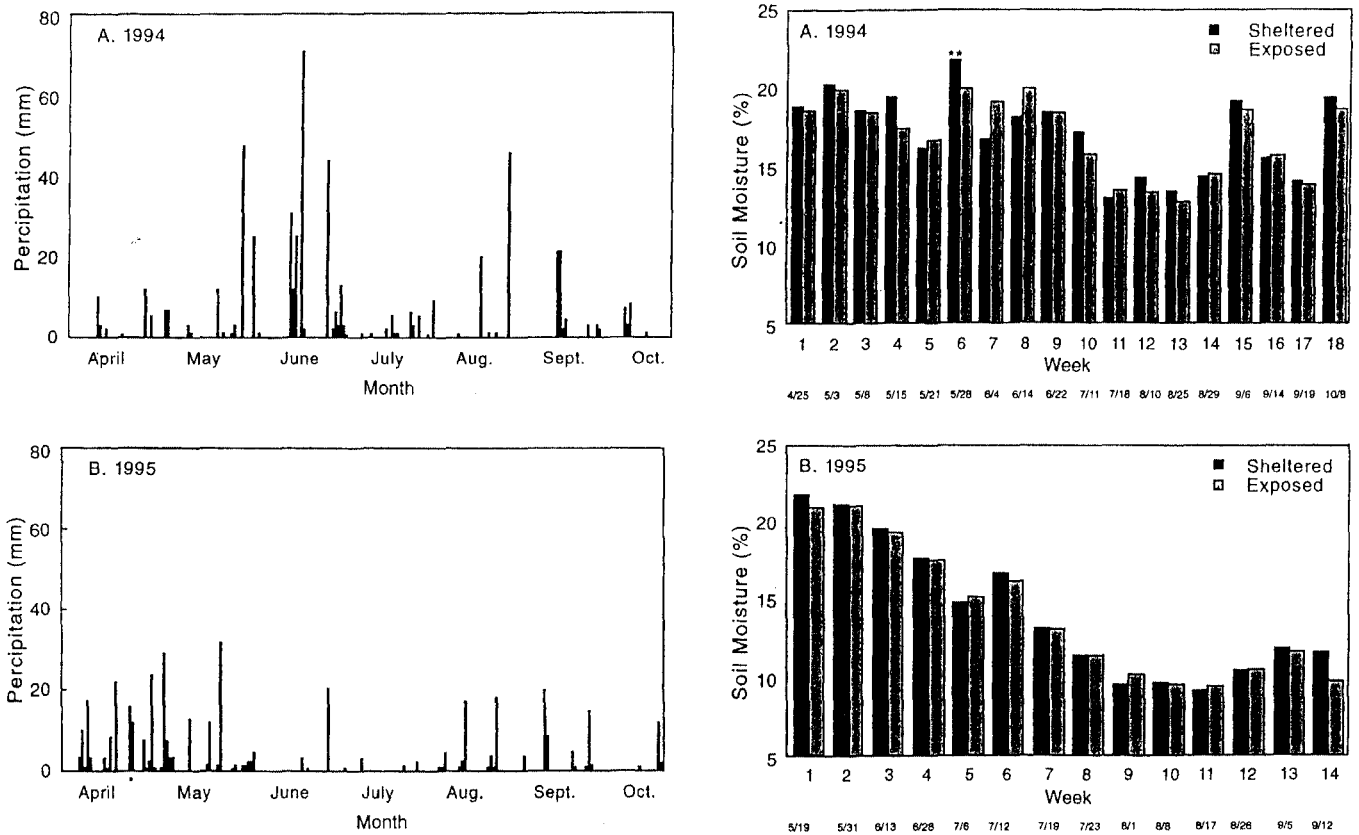 80
60
40
20
0
Percipitation (mm)
A. 1994
April May June July Aug. Sept. Oct.
Month
25
20
15
10
5
Soil Moisture (%)
A. 1994
Sheltered
Exposed
**
1 2 3 4 5 6 7 8 9 10 11 12 13 14 15 16 17 18
Week
4/25 5/3 5/8 5/15 5/21 5/28 6/4 6/14 6/22 7/11 7/18 8/10 8/25 8/29 9/6 9/14 9/19 10/8
80
60
40
20
0
Percipitation (mm)
B. 1995
April May June July Aug. Sept. Oct.
Month
25
20
15
10
5
Soil Moisture (%)
B. 1995
Sheltered
Exposed
1 2 3 4 5 6 7 8 9 10 11 12 13 14
Week
5/19 5/31 6/13 6/28 7/6 7/12 7/19 7/23 8/1 8/8 8/17 8/26 9/5 9/12